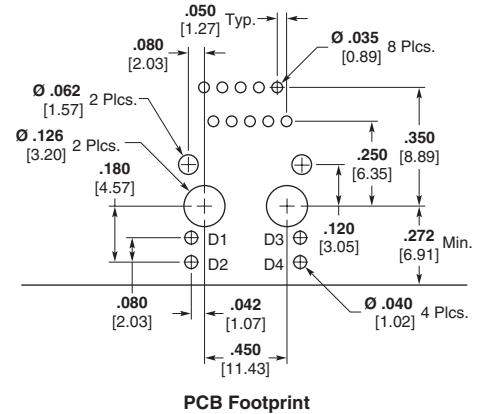 .050
[1.27] Typ.
.080
[2.03]
Ø .035
[0.89] 8 Plcs.
Ø .062
[1.57] 2 Plcs.
Ø .126
[3.20] 2 Plcs.
.180
[4.57]
.250
[6.35]
.350
[8.89]
.120
[3.05]
.272
[6.91] Min.
D1 D3
D2 D4
.080
[2.03]
.042
[1.07]
Ø .040
[1.02] 4 Plcs.
.450
[11.43]
PCB Footprint